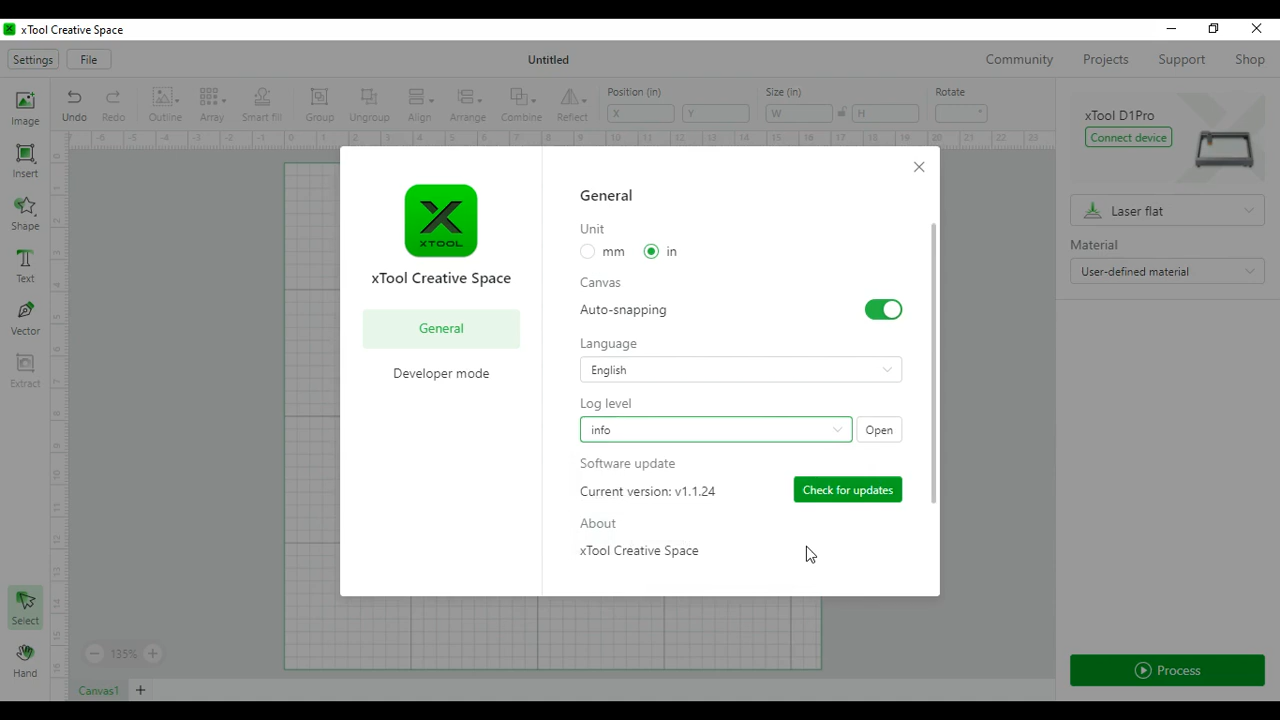 xTool Creative Space
Settings File Untitled Community Projects Support Shop
Image Undo Redo Outline Array Smart fill Group Ungroup Align Arrange Combine Reflect
Position (in) Size (in) Rotate
X Y W H °
Insert
Shape
Text
Vector
Extract
Select
Hand
XTOOL
xTool Creative Space
General
Developer mode
General
Unit
mm in
Canvas
Auto-snapping
Language
English
Log level
info Open
Software update
Current version: v1.1.24 Check for updates
About
xTool Creative Space
xTool D1Pro
Connect device
Laser flat
Material
User-defined material
135%
Canvas1
Process